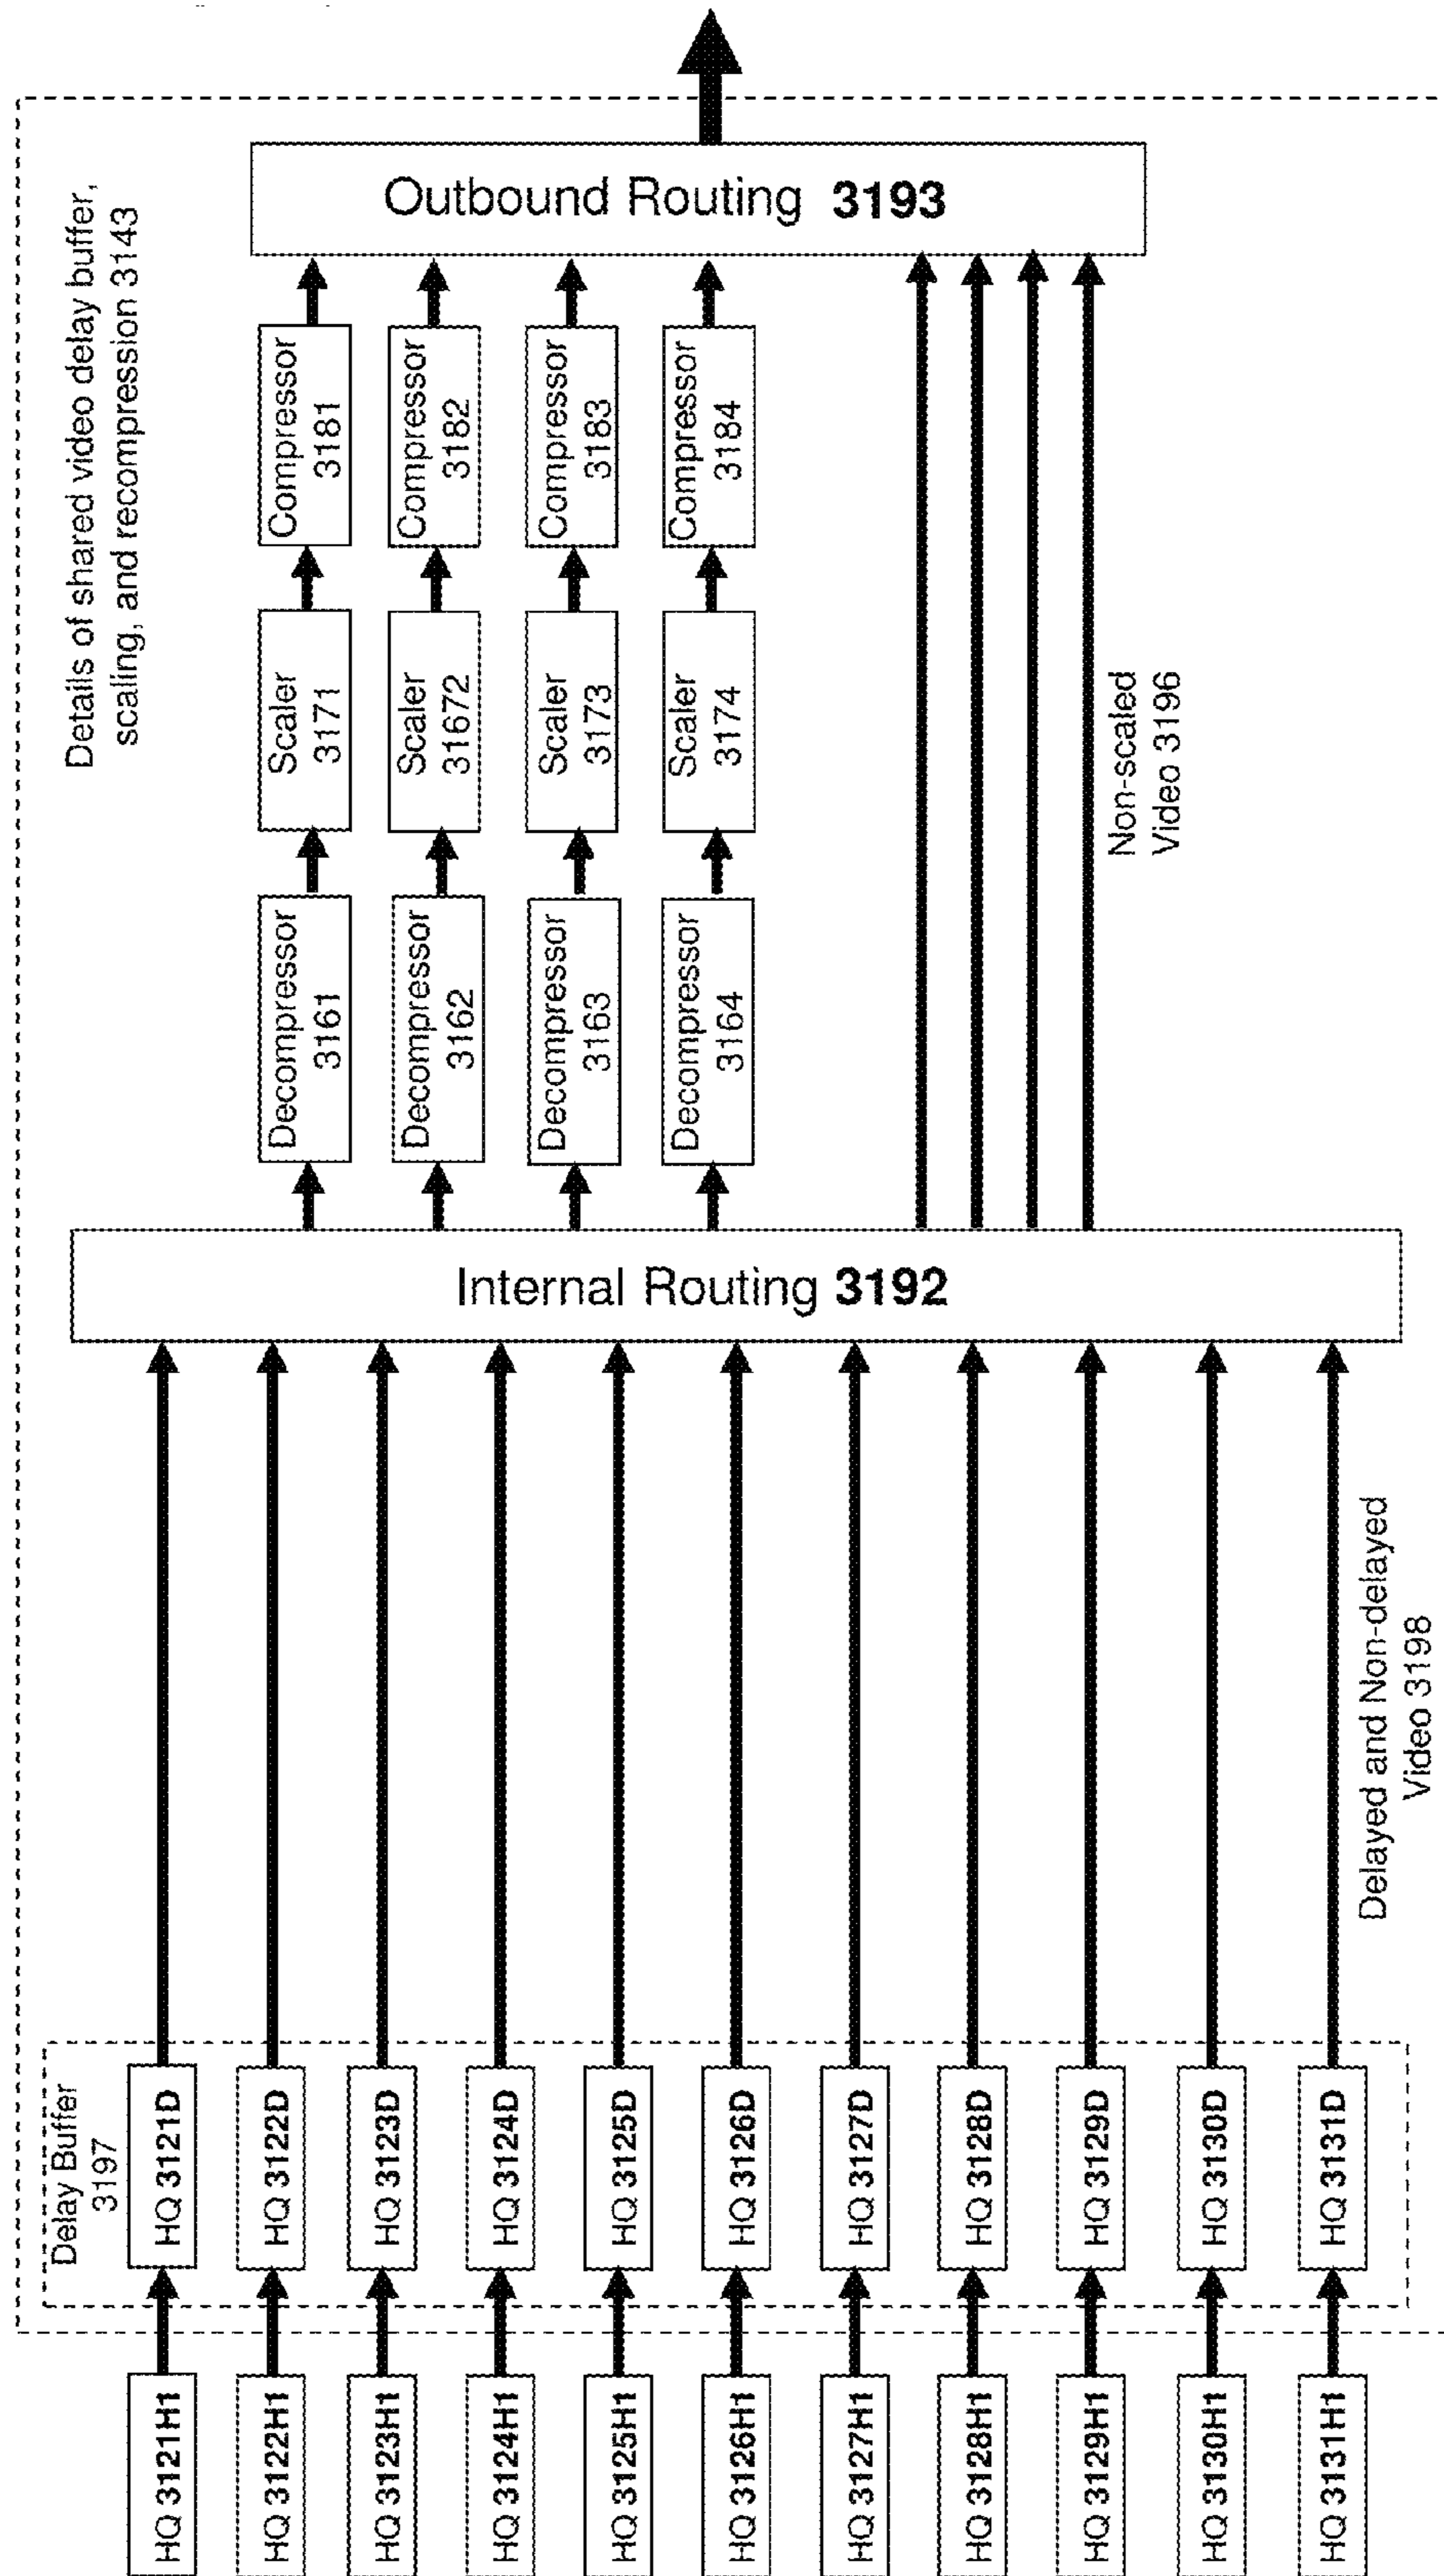 Details of shared video delay buffer,
scaling, and recompression 3143
Delay Buffer
3197
HQ 3121H1
HQ 3122H1
HQ 3123H1
HQ 3124H1
HQ 3125H1
HQ 3126H1
HQ 3127H1
HQ 3128H1
HQ 3129H1
HQ 3130H1
HQ 3131H1
HQ 3121D
HQ 3122D
HQ 3123D
HQ 3124D
HQ 3125D
HQ 3126D
HQ 3127D
HQ 3128D
HQ 3129D
HQ 3130D
HQ 3131D
Delayed and Non-delayed
Video 3198
Internal Routing 3192
Decompressor
3161
Decompressor
3162
Decompressor
3163
Decompressor
3164
Scaler
3171
Scaler
31672
Scaler
3173
Scaler
3174
Compressor
3181
Compressor
3182
Compressor
3183
Compressor
3184
Non-scaled
Video 3196
Outbound Routing 3193